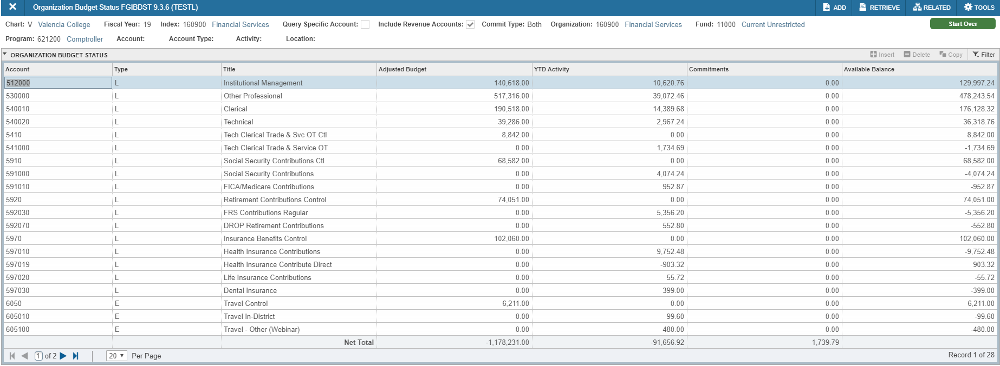 Organization Budget Status FGIBDST 9.3.6 (TESTL) ADD RETRIEVE RELATED TOOLS
Chart: V Valencia College Fiscal Year: 19 Index: 160900 Financial Services Query Specific Account: Include Revenue Accounts: Commit Type: Both Organization: 160900 Financial Services Fund: 11000 Current Unrestricted Start Over
Program: 621200 Comptroller Account: Account Type: Activity: Location:
ORGANIZATION BUDGET STATUS Insert Delete Copy Filter
Account Type Title Adjusted Budget YTD Activity Commitments Available Balance
512000 L Institutional Management 140,618.00 10,620.76 0.00 129,997.24
530000 L Other Professional 517,316.00 39,072.46 0.00 478,243.54
540010 L Clerical 190,518.00 14,389.68 0.00 176,128.32
540020 L Technical 39,286.00 2,967.24 0.00 36,318.76
5410 L Tech Clerical Trade & Svc OT Ctl 8,842.00 0.00 0.00 8,842.00
541000 L Tech Clerical Trade & Service OT 0.00 1,734.69 0.00 -1,734.69
5910 L Social Security Contributions Ctl 68,582.00 0.00 0.00 68,582.00
591000 L Social Security Contributions 0.00 4,074.24 0.00 -4,074.24
591010 L FICA/Medicare Contributions 0.00 952.87 0.00 -952.87
5920 L Retirement Contributions Control 74,051.00 0.00 0.00 74,051.00
592030 L FRS Contributions Regular 0.00 5,356.20 0.00 -5,356.20
592070 L DROP Retirement Contributions 0.00 552.80 0.00 -552.80
5970 L Insurance Benefits Control 102,060.00 0.00 0.00 102,060.00
597010 L Health Insurance Contributions 0.00 9,752.48 0.00 -9,752.48
597019 L Health Insurance Contribute Direct 0.00 -903.32 0.00 903.32
597020 L Life Insurance Contributions 0.00 55.72 0.00 -55.72
597030 L Dental Insurance 0.00 399.00 0.00 -399.00
6050 E Travel Control 6,211.00 0.00 0.00 6,211.00
605010 E Travel In-District 0.00 99.60 0.00 -99.60
605100 E Travel - Other (Webinar) 0.00 480.00 0.00 -480.00
Net Total -1,178,231.00 -91,656.92 1,739.79
1 of 2 20 Per Page Record 1 of 28